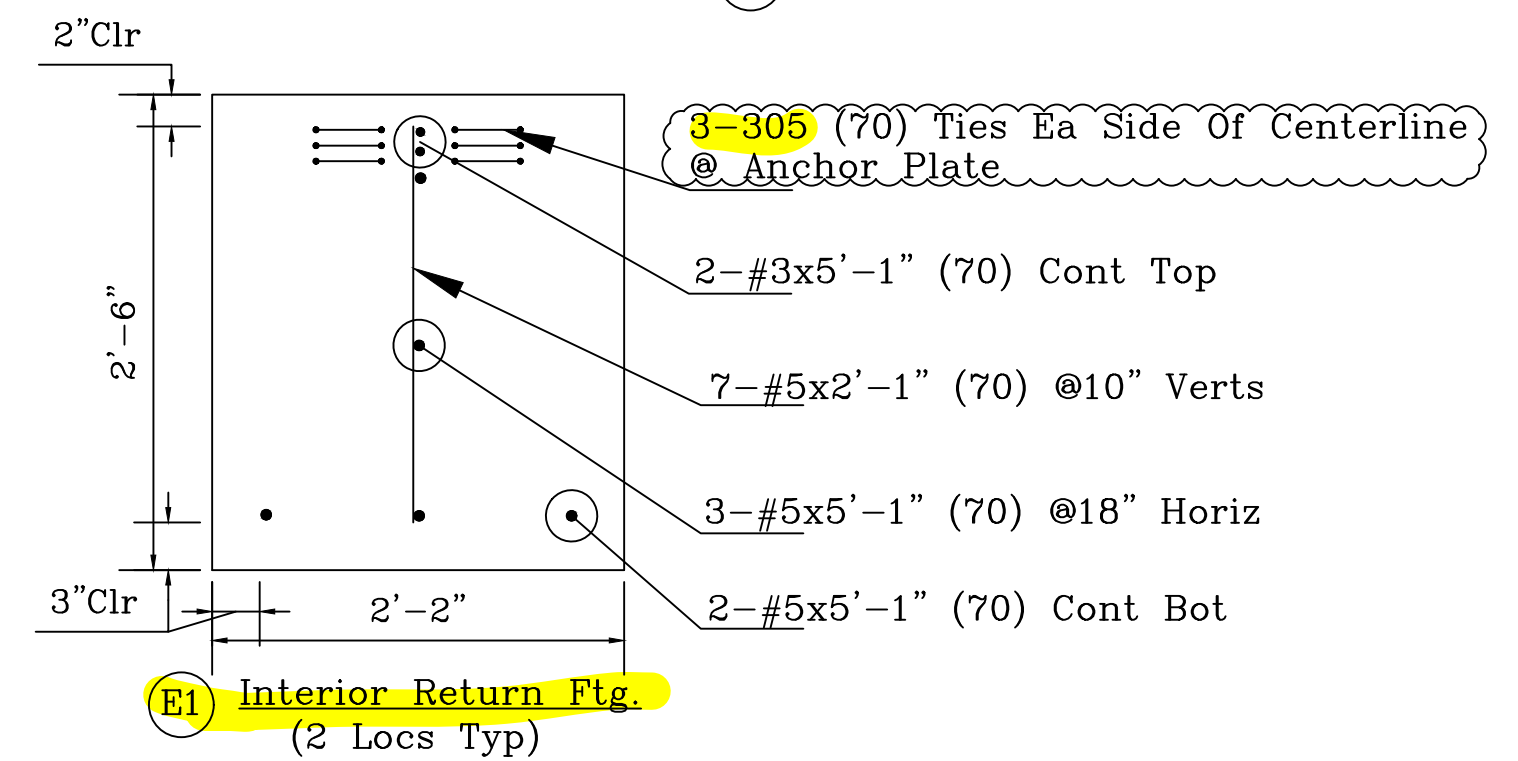 2"Clr
3-305 (70) Ties Ea Side Of Centerline
@ Anchor Plate
2-#3x5'-1" (70) Cont Top
2'-6"
7-#5x2'-1" (70) @10" Verts
3-#5x5'-1" (70) @18" Horiz
3"Clr
2'-2"
2-#5x5'-1" (70) Cont Bot
E1 Interior Return Ftg.
(2 Locs Typ)